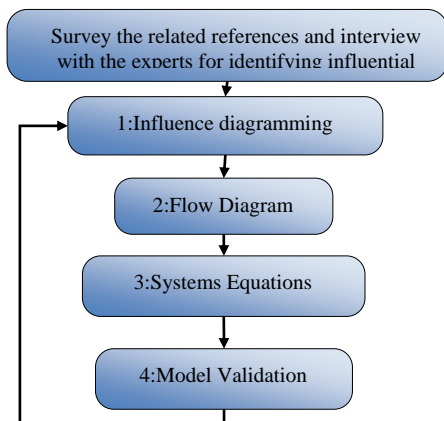 Survey the related references and interview
with the experts for identifying influential
1:Influence diagramming
2:Flow Diagram
3:Systems Equations
4:Model Validation